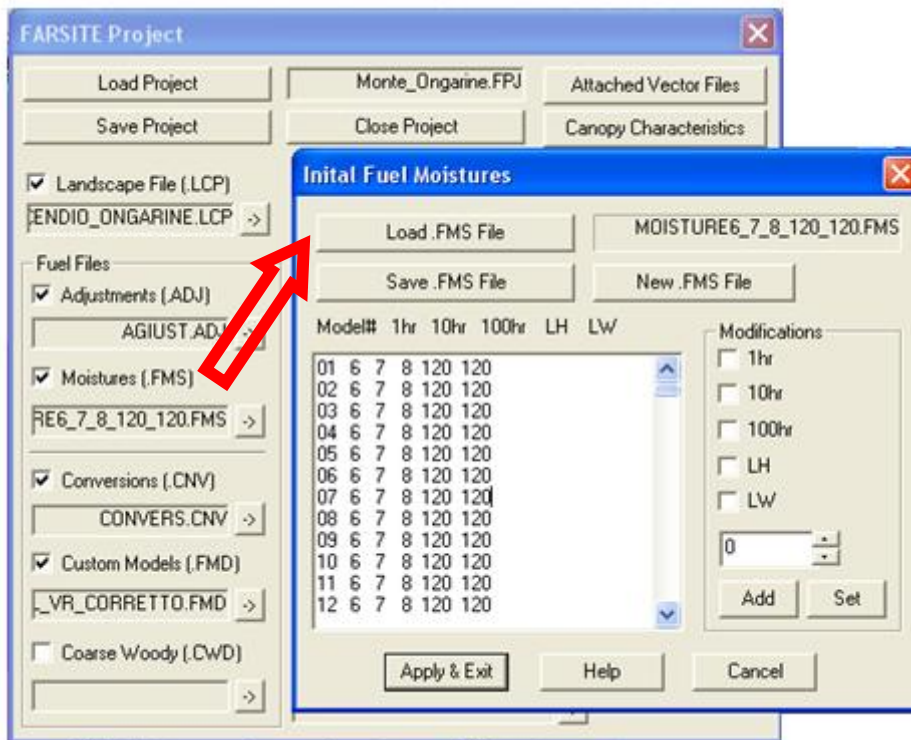 FARSITE Project
Load Project
Monte_Ongarine.FPJ
Attached Vector Files
Save Project
Close Project
Canopy Characteristics
Landscape File (.LCP)
ENDIO_ONGARINE.LCP ->
Fuel Files
Adjustments (.ADJ)
AGIUST.ADJ ->
Moistures (.FMS)
RE6_7_8_120_120.FMS ->
Conversions (.CNV)
CONVERS.CNV ->
Custom Models (.FMD)
_VR_CORRETTO.FMD ->
Coarse Woody (.CWD)
->
Inital Fuel Moistures
Load .FMS File
MOISTURE6_7_8_120_120.FMS
Save .FMS File
New .FMS File
Model# 1hr 10hr 100hr LH LW
01 6 7 8 120 120
02 6 7 8 120 120
03 6 7 8 120 120
04 6 7 8 120 120
05 6 7 8 120 120
06 6 7 8 120 120
07 6 7 8 120 120
08 6 7 8 120 120
09 6 7 8 120 120
10 6 7 8 120 120
11 6 7 8 120 120
12 6 7 8 120 120
Modifications
1hr
10hr
100hr
LH
LW
0
Add
Set
Apply & Exit
Help
Cancel